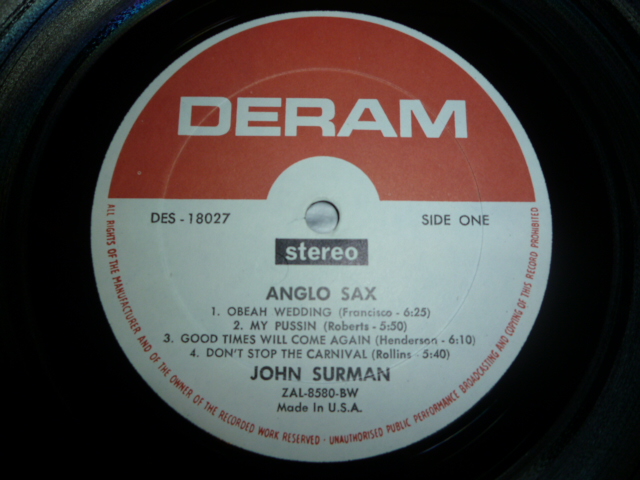 DERAM
DES - 18027
SIDE ONE
stereo
ANGLO SAX
1. OBEAH WEDDING (Francisco - 6:25)
2. MY PUSSIN (Roberts - 5:50)
3. GOOD TIMES WILL COME AGAIN (Henderson - 6:10)
4. DON'T STOP THE CARNIVAL (Rollins - 5:40)
JOHN SURMAN
ZAL-8580-BW
Made In U.S.A.
ALL RIGHTS OF THE MANUFACTURER AND OF THE OWNER OF THE RECORDED WORK RESERVED - UNAUTHORISED PUBLIC PERFORMANCE BROADCASTING AND COPYING OF THIS RECORD PROHIBITED